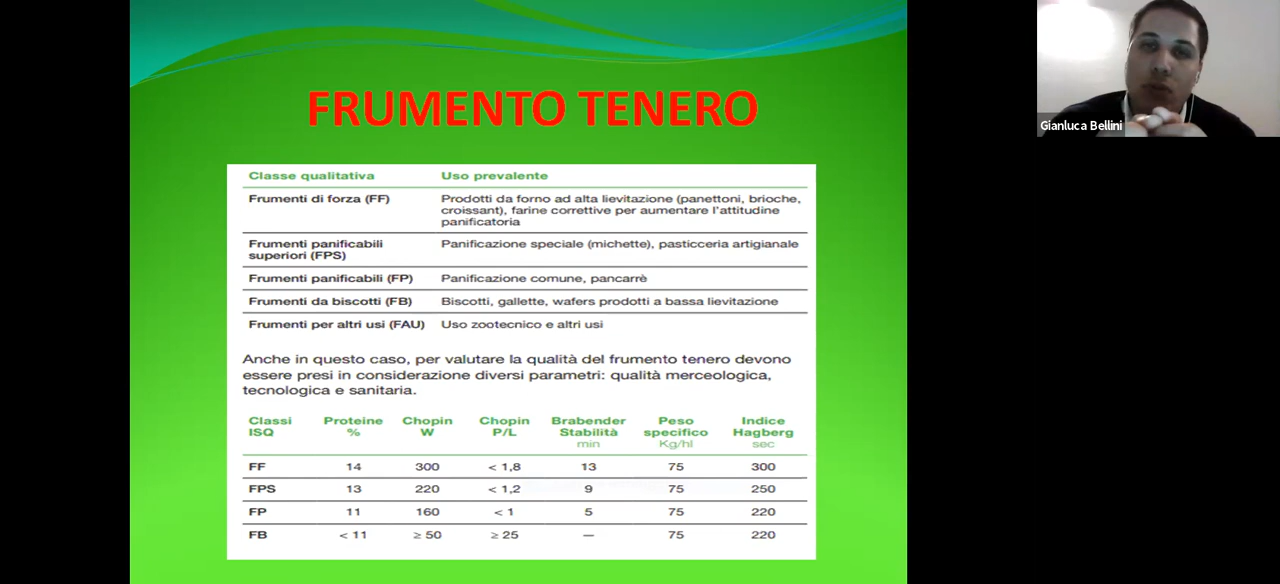 FRUMENTO TENERO
Gianluca Bellini
Classe qualitativa Uso prevalente
Frumenti di forza (FF) Prodotti da forno ad alta lievitazione (panettoni, brioche,
croissant), farine correttive per aumentare l'attitudine
panificatoria
Frumenti panificabili Panificazione speciale (michette), pasticceria artigianale
superiori (FPS)
Frumenti panificabili (FP) Panificazione comune, pancarrè
Frumenti da biscotti (FB) Biscotti, gallette, wafers prodotti a bassa lievitazione
Frumenti per altri usi (FAU) Uso zootecnico e altri usi
Anche in questo caso, per valutare la qualità del frumento tenero devono
essere presi in considerazione diversi parametri: qualità merceologica,
tecnologica e sanitaria.
Classi Proteine Chopin Chopin Brabender Peso Indice
ISQ % W P/L Stabilità specifico Hagberg
min Kg/hl sec
FF 14 300 < 1,8 13 75 300
FPS 13 220 < 1,2 9 75 250
FP 11 160 < 1 5 75 220
FB < 11 ≥ 50 ≥ 25 — 75 220